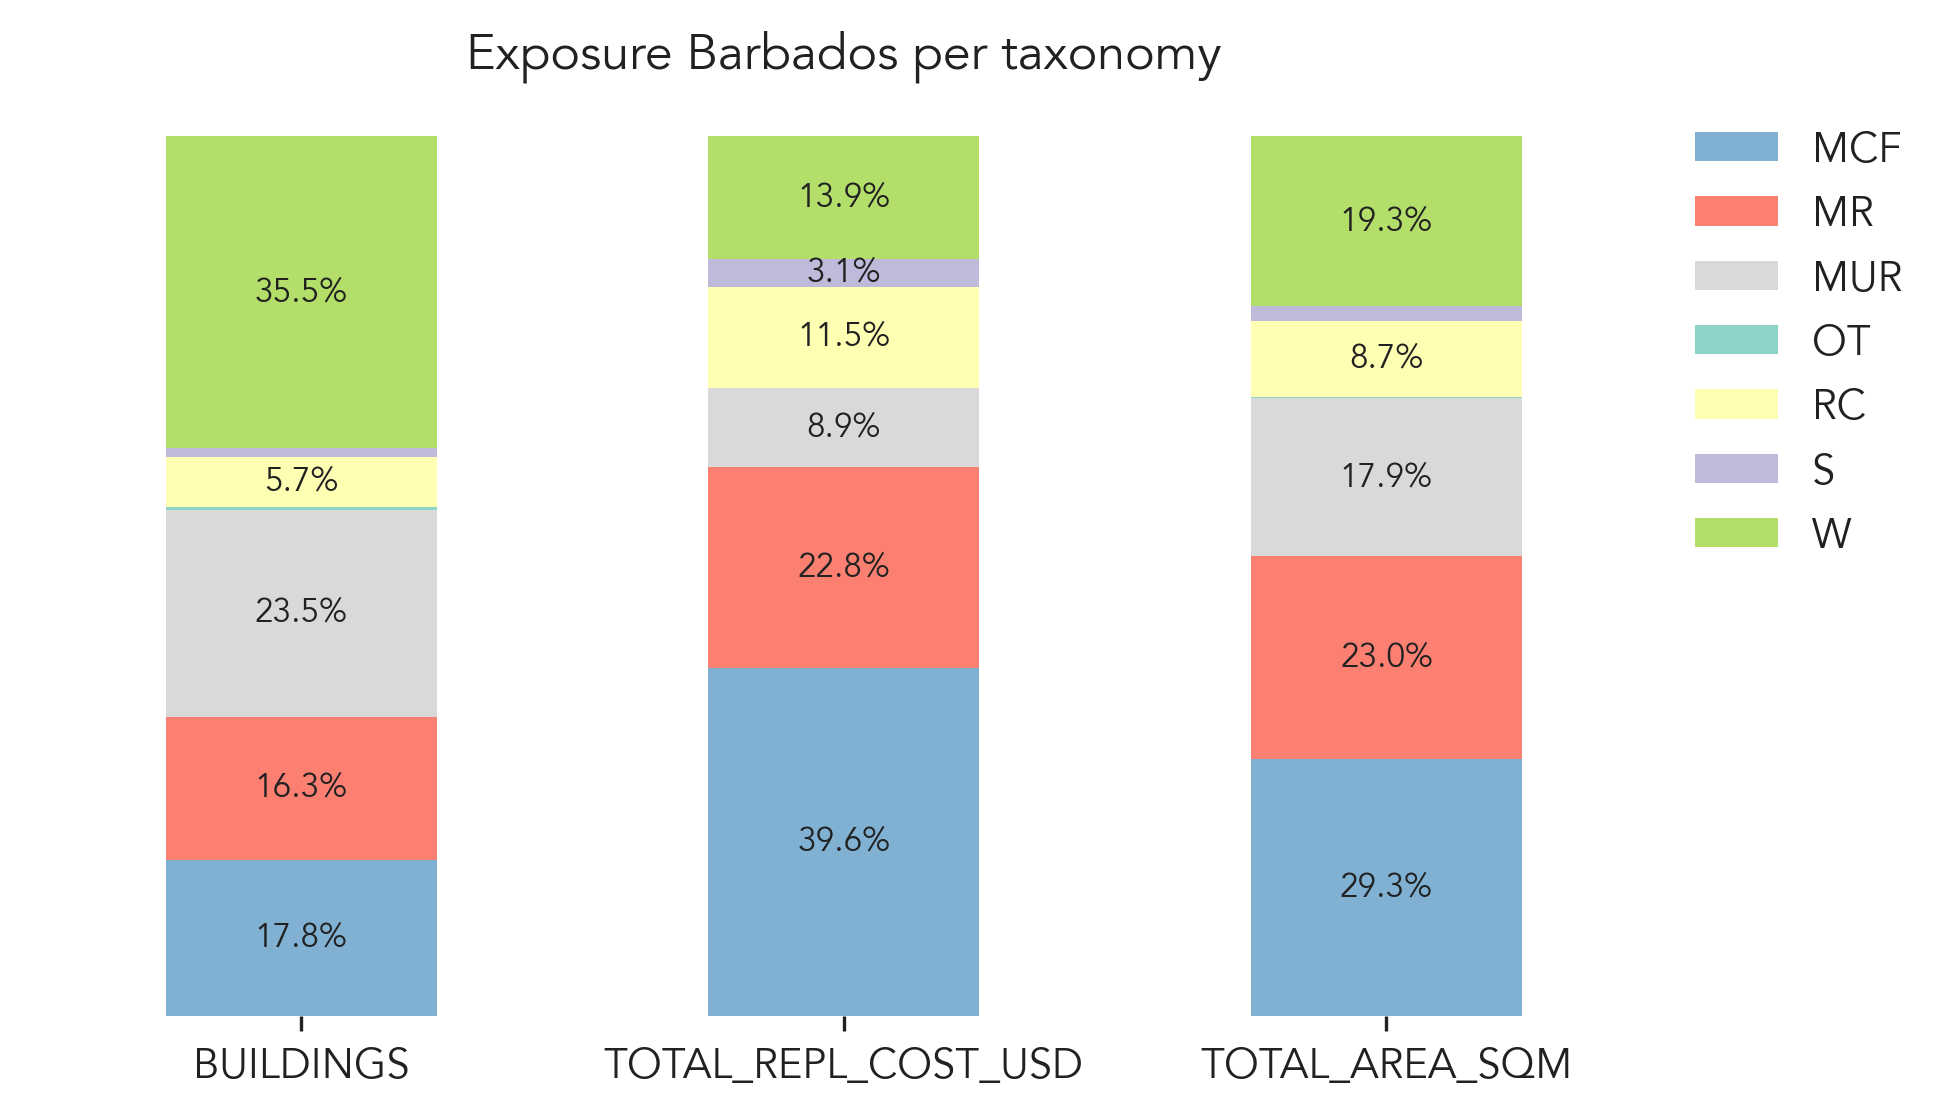 Exposure Barbados per taxonomy
35.5%
5.7%
23.5%
16.3%
17.8%
13.9%
3.1%
11.5%
8.9%
22.8%
39.6%
19.3%
8.7%
17.9%
23.0%
29.3%
MCF
MR
MUR
OT
RC
S
W
BUILDINGS
TOTAL_REPL_COST_USD
TOTAL_AREA_SQM